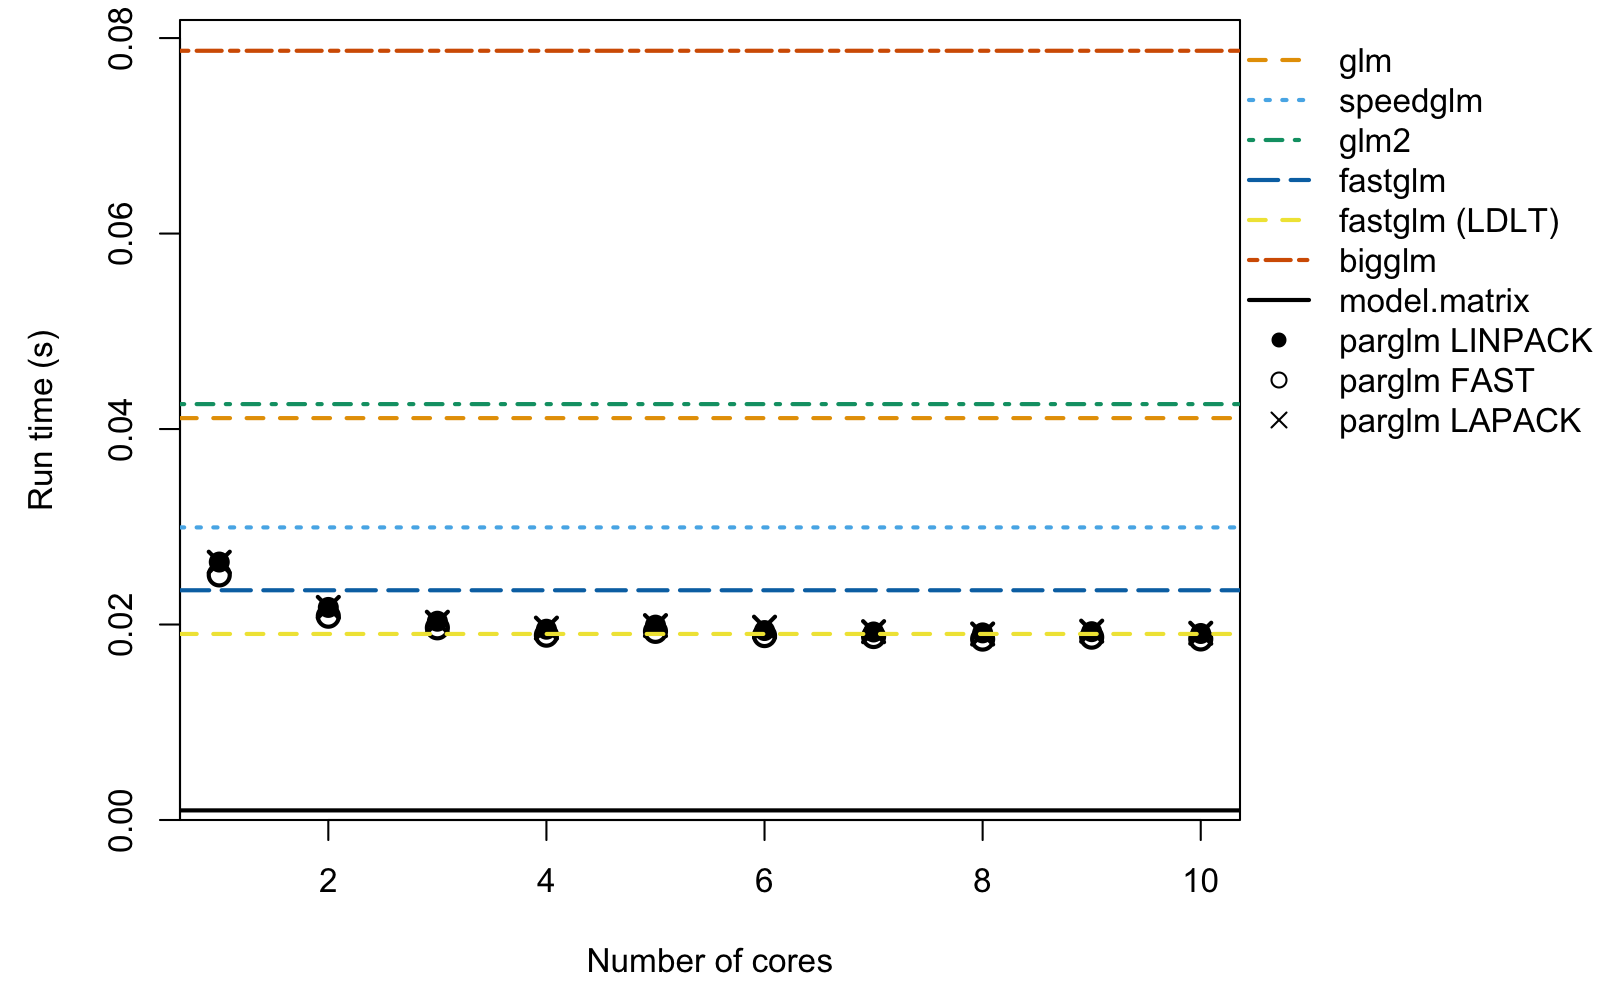 Run time (s)
0.08
0.06
0.04
0.02
0.00
2 4 6 8 10
Number of cores
glm
speedglm
glm2
fastglm
fastglm (LDLT)
bigglm
model.matrix
parglm LINPACK
parglm FAST
parglm LAPACK